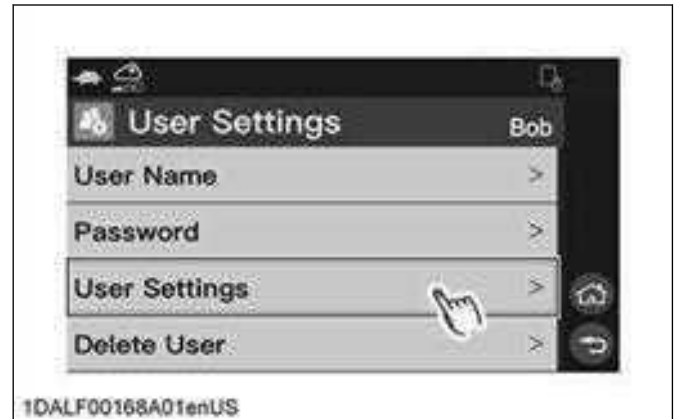 User Settings Bob
User Name >
Password >
User Settings >
Delete User >
1DALF00168A01enUS